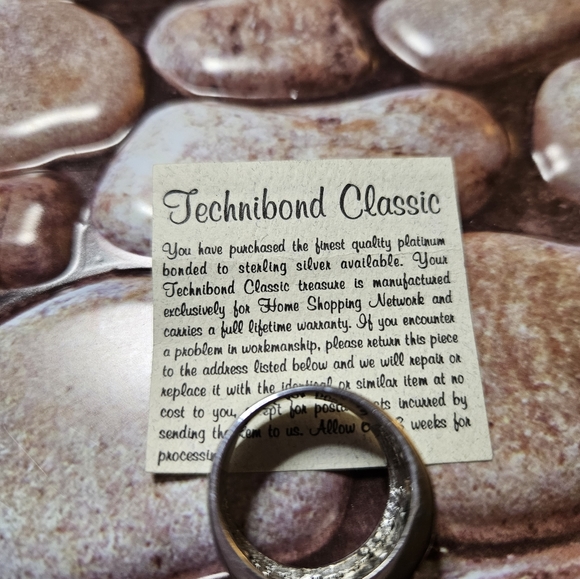 Technibond Classic
You have purchased the finest quality platinum
bonded to sterling silver available. Your
Technibond Classic treasure is manufactured
exclusively for Home Shopping Network and
carries a full lifetime warranty. If you encounter
a problem in workmanship, please return this piece
to the address listed below and we will repair or
replace it with the identical or similar item at no
cost to you, for incurred by
sending to us. Allow weeks for